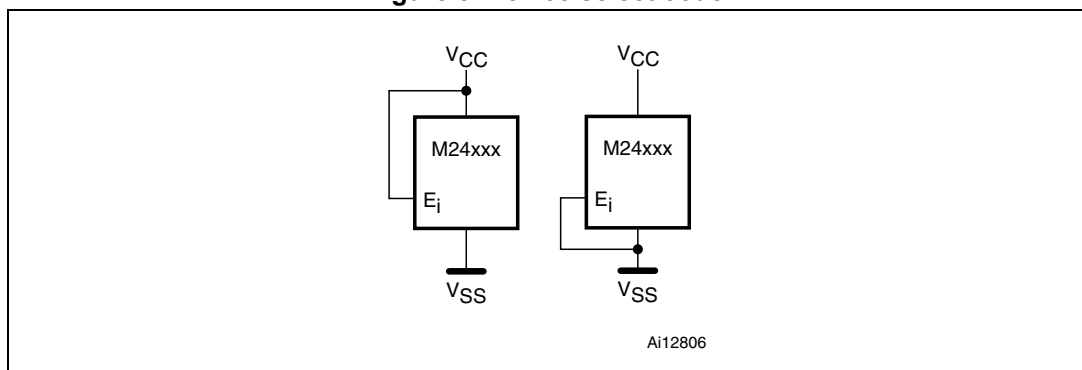 VCC VCC
M24xxx M24xxx
Ei Ei
VSS VSS
Ai12806